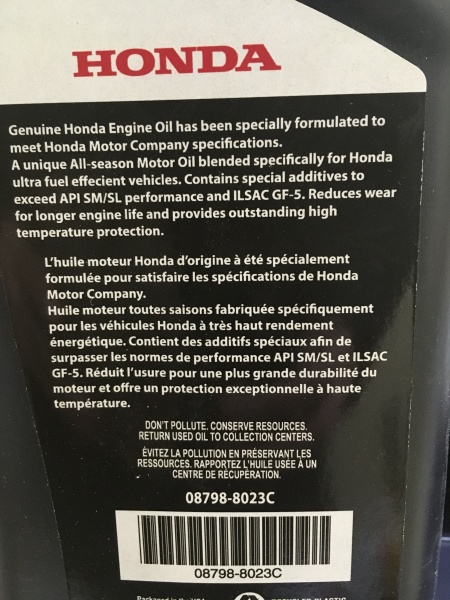 HONDA
Genuine Honda Engine Oil has been specially formulated to
meet Honda Motor Company specifications.
A unique All-season Motor Oil blended specifically for Honda
ultra fuel effecient vehicles. Contains special additives to
exceed API SM/SL performance and ILSAC GF-5. Reduces wear
for longer engine life and provides outstanding high
temperature protection.
L'huile moteur Honda d'origine à été spécialement
formulée pour satisfaire les spécifications de Honda
Motor Company.
Huile moteur toutes saisons fabriquée spécifiquement
pour les véhicules Honda à très haut rendement
énergétique. Contient des additifs spéciaux afin de
surpasser les normes de performance API SM/SL et ILSAC
GF-5. Réduit l'usure pour une plus grande durabilité du
moteur et offre un protection exceptionnelle à haute
température.
DON'T POLLUTE. CONSERVE RESOURCES.
RETURN USED OIL TO COLLECTION CENTERS.
ÉVITEZ LA POLLUTION EN PRÉSERVANT LES
RESSOURCES. RAPPORTEZ L'HUILE USÉE À UN
CENTRE DE RÉCUPÉRATION.
08798-8023C
08798-8023C